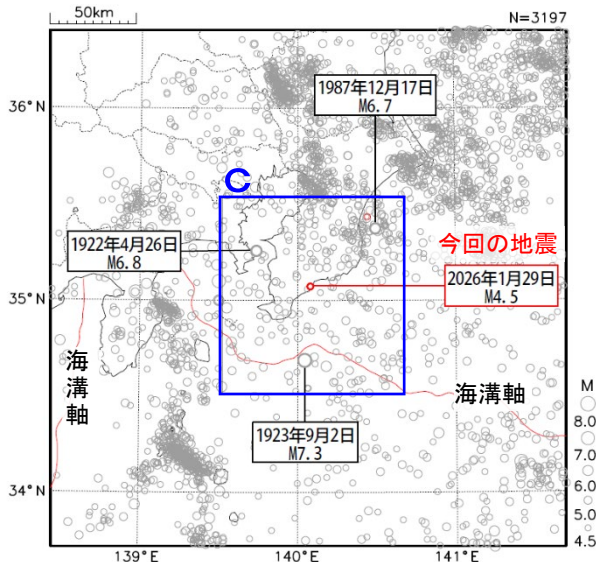 50km
N=3197
36°N
1987年12月17日
M6.7
C
1922年4月26日
M6.8
今回の地震
2026年1月29日
M4.5
35°N
海溝軸
海溝軸
M
8.0
7.0
6.0
5.0
4.5
1923年9月2日
M7.3
34°N
139°E
140°E
141°E